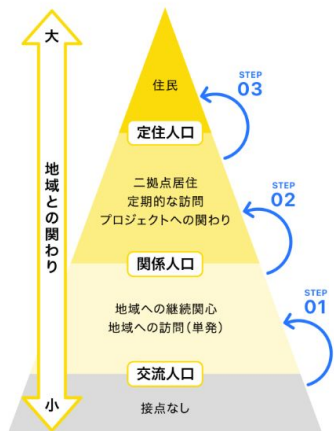 大
地域との関わり
小
住民
STEP
03
定住人口
二拠点居住
定期的な訪問
プロジェクトへの関わり
STEP
02
関係人口
地域への継続関心
地域への訪問(単発)
STEP
01
交流人口
接点なし